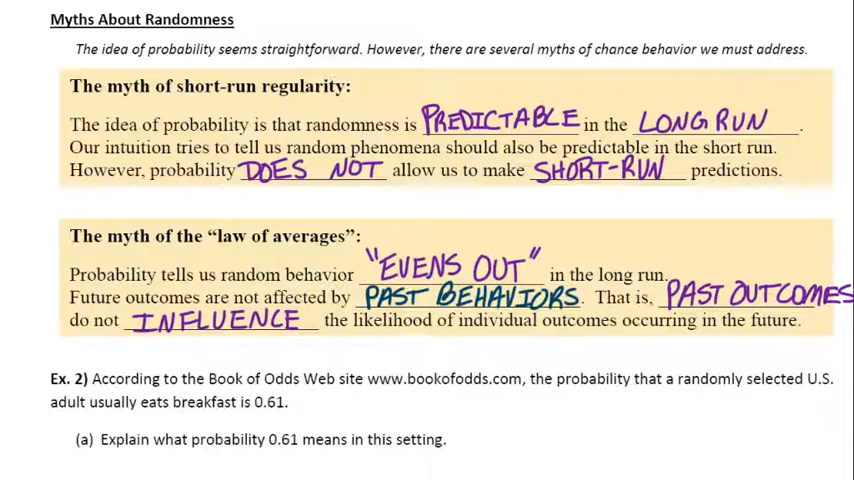 Myths About Randomness
The idea of probability seems straightforward. However, there are several myths of chance behavior we must address.
The myth of short-run regularity:
The idea of probability is that randomness is PREDICTABLE in the LONG RUN.
Our intuition tries to tell us random phenomena should also be predictable in the short run.
However, probability DOES NOT allow us to make SHORT-RUN predictions.
The myth of the “law of averages”:
Probability tells us random behavior "EVENS OUT" in the long run.
Future outcomes are not affected by PAST BEHAVIORS. That is, PAST OUTCOMES
do not INFLUENCE the likelihood of individual outcomes occurring in the future.
Ex. 2) According to the Book of Odds Web site www.bookofodds.com, the probability that a randomly selected U.S.
adult usually eats breakfast is 0.61.
(a) Explain what probability 0.61 means in this setting.